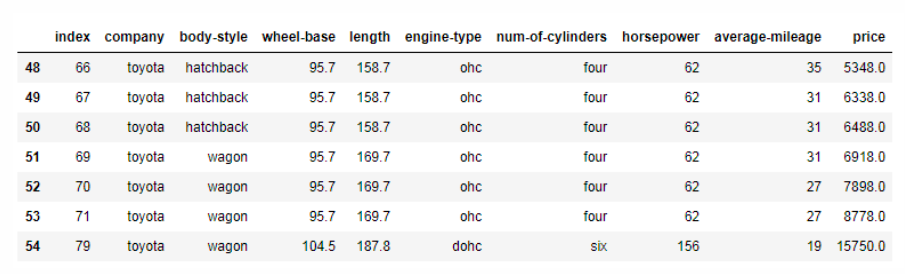 index company body-style wheel-base length engine-type num-of-cylinders horsepower average-mileage price
48 66 toyota hatchback 95.7 158.7 ohc four 62 35 5348.0
49 67 toyota hatchback 95.7 158.7 ohc four 62 31 6338.0
50 68 toyota hatchback 95.7 158.7 ohc four 62 31 6488.0
51 69 toyota wagon 95.7 169.7 ohc four 62 31 6918.0
52 70 toyota wagon 95.7 169.7 ohc four 62 27 7898.0
53 71 toyota wagon 95.7 169.7 ohc four 62 27 8778.0
54 79 toyota wagon 104.5 187.8 dohc six 156 19 15750.0